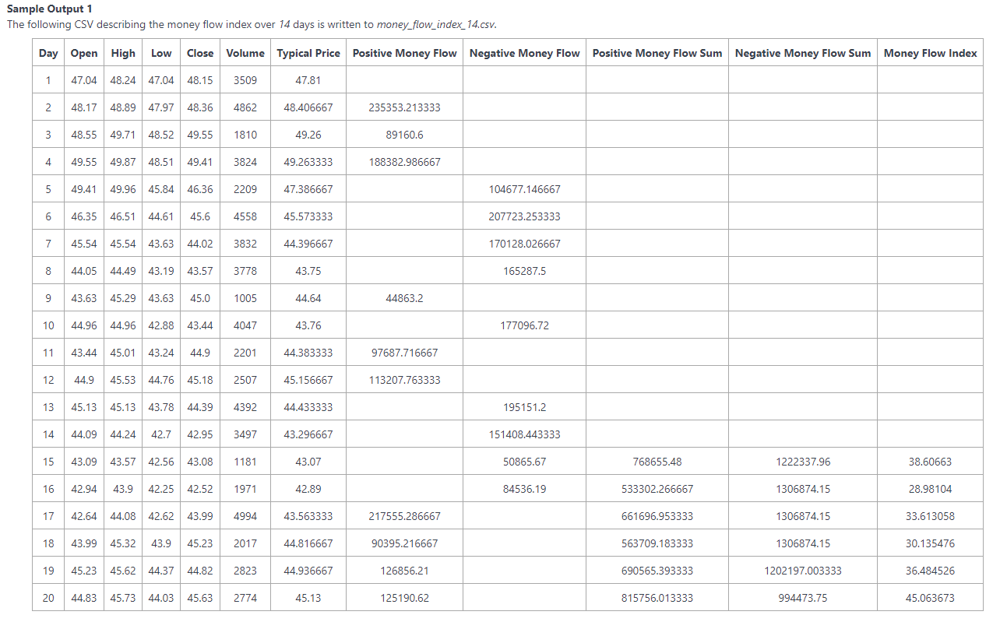 Sample Output 1
The following CSV describing the money flow index over 14 days is written to money_flow_index_14.csv.
Day Open High Low Close Volume Typical Price Positive Money Flow Negative Money Flow Positive Money Flow Sum Negative Money Flow Sum Money Flow Index
1 47.04 48.24 47.04 48.15 3509 47.81
2 48.17 48.89 47.97 48.36 4862 48.406667 235353.213333
3 48.55 49.71 48.52 49.55 1810 49.26 89160.6
4 49.55 49.87 48.51 49.41 3824 49.263333 188382.986667
5 49.41 49.96 45.84 46.36 2209 47.386667 104677.146667
6 46.35 46.51 44.61 45.6 4558 45.573333 207723.253333
7 45.54 45.54 43.63 44.02 3832 44.396667 170128.026667
8 44.05 44.49 43.19 43.57 3778 43.75 165287.5
9 43.63 45.29 43.63 45.0 1005 44.64 44863.2
10 44.96 44.96 42.88 43.44 4047 43.76 177096.72
11 43.44 45.01 43.24 44.9 2201 44.383333 97687.716667
12 44.9 45.53 44.76 45.18 2507 45.156667 113207.763333
13 45.13 45.13 43.78 44.39 4392 44.433333 195151.2
14 44.09 44.24 42.7 42.95 3497 43.296667 151408.443333
15 43.09 43.57 42.56 43.08 1181 43.07 50865.67 768655.48 1222337.96 38.60663
16 42.94 43.9 42.25 42.52 1971 42.89 84536.19 533302.266667 1306874.15 28.98104
17 42.64 44.08 42.62 43.99 4994 43.563333 217555.286667 661696.953333 1306874.15 33.613058
18 43.99 45.32 43.9 45.23 2017 44.816667 90395.216667 563709.183333 1306874.15 30.135476
19 45.23 45.62 44.37 44.82 2823 44.936667 126856.21 690565.393333 1202197.003333 36.484526
20 44.83 45.73 44.03 45.63 2774 45.13 125190.62 815756.013333 994473.75 45.063673